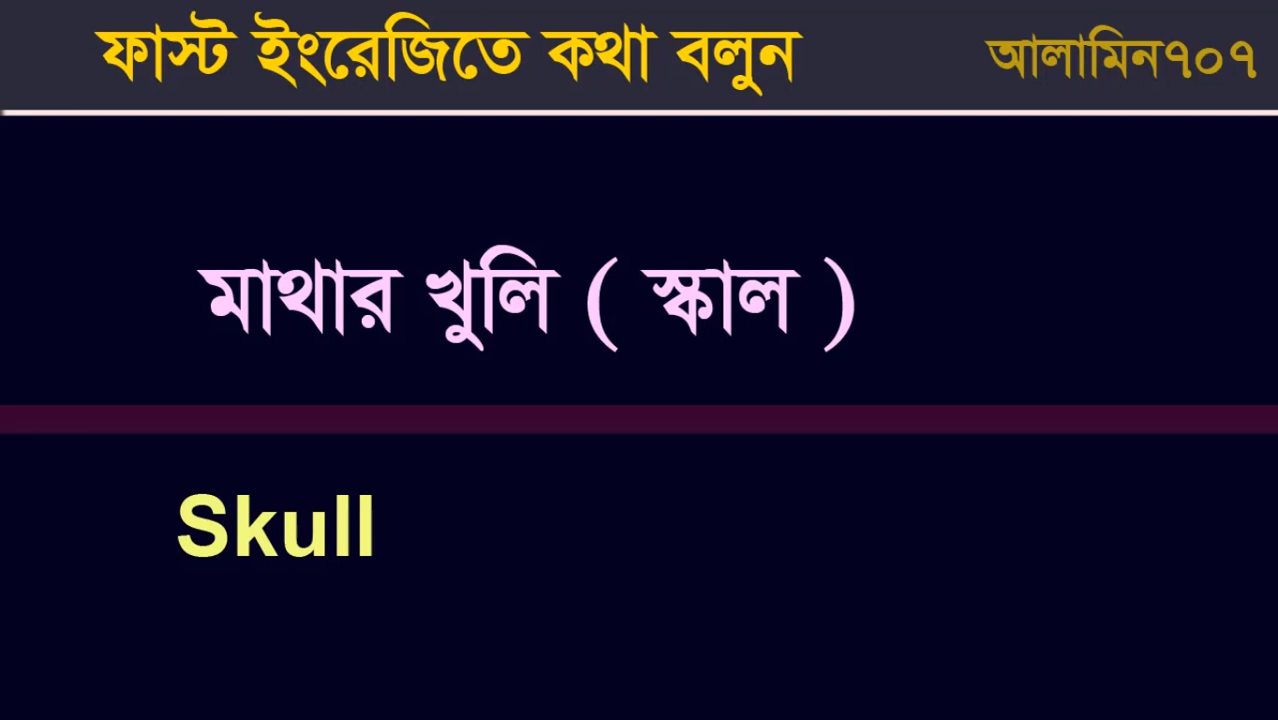 ফাস্ট ইংরেজিতে কথা বলুন আলামিন৭০৭
মাথার খুলি ( স্কাল )
Skull